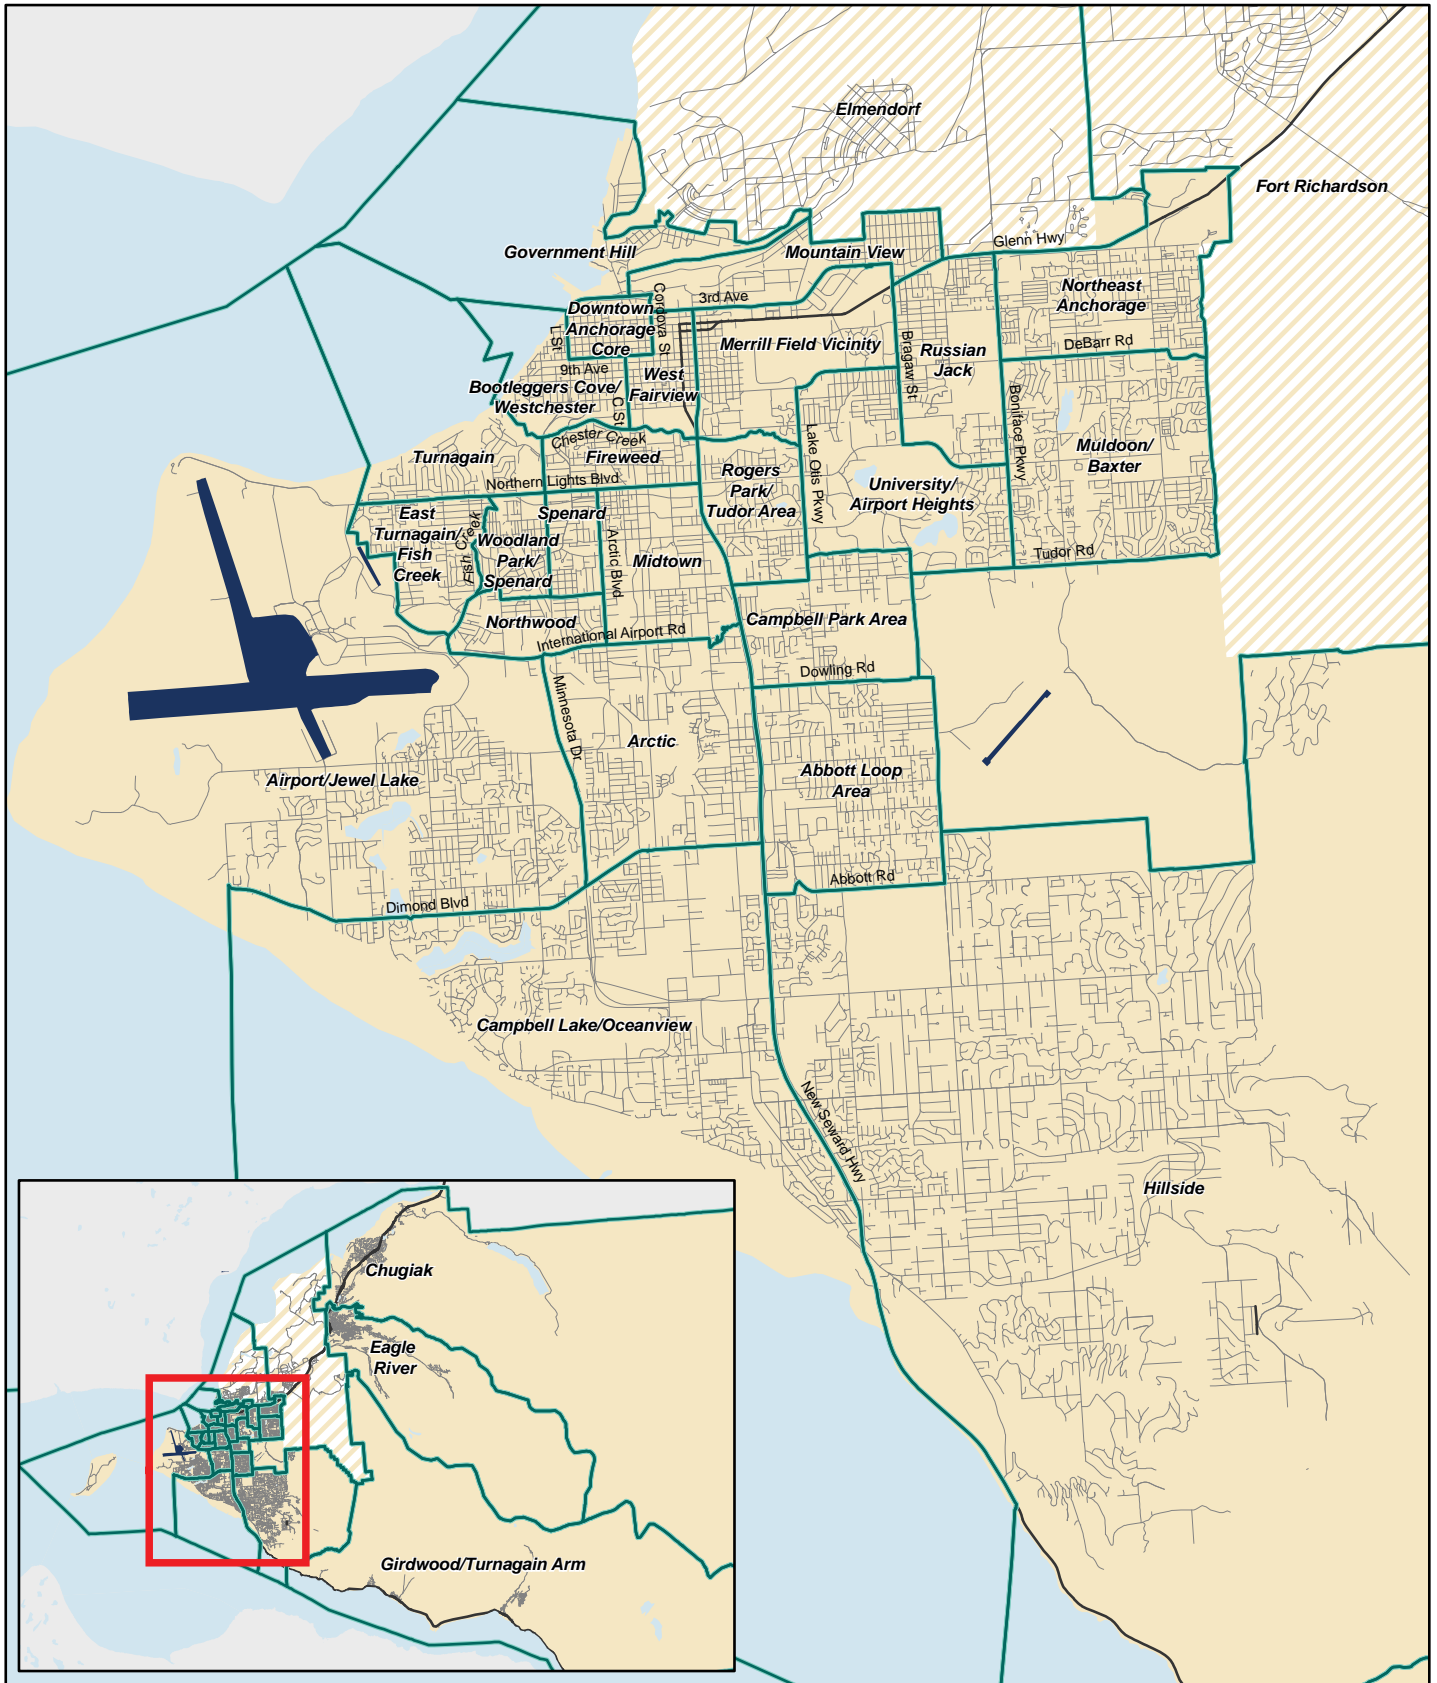 Elmendorf
Fort Richardson
Glenn Hwy
Government Hill
Mountain View
Northeast
Anchorage
3rd Ave
Cordova St
Downtown
Anchorage
Core
L St
DeBarr Rd
Merrill Field Vicinity
Bragaw St
Russian
Jack
9th Ave
West
Fairview
Bootleggers Cove/
Westchester
C St
Boniface Pkwy
Chester Creek
Lake Otis Pkwy
Muldoon/
Baxter
Turnagain
Fireweed
Northern Lights Blvd
Rogers
Park/
Tudor Area
University/
Airport Heights
East
Turnagain/
Fish
Creek
Fish Creek
Spenard
Woodland
Park/
Spenard
Arctic Blvd
Midtown
Tudor Rd
Northwood
International Airport Rd
Campbell Park Area
Dowling Rd
Minnesota Dr
Arctic
Airport/Jewel Lake
Abbott Loop
Area
Abbott Rd
Dimond Blvd
Campbell Lake/Oceanview
New Seward Hwy
Hillside
Chugiak
Eagle
River
Girdwood/Turnagain Arm